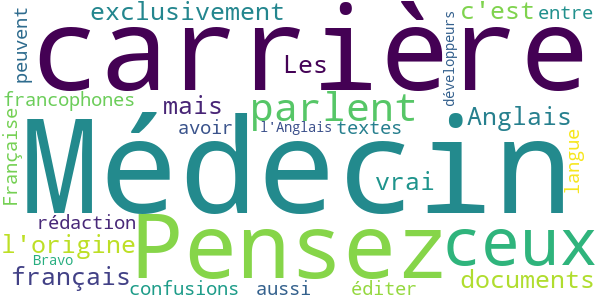 exclusivement
c'est
entre
carrière
peuvent
développeurs
Les
francophones
mais
parlent
Anglais
avoir
l'Anglais
textes
Française
Médecin
langue
vrai
rédaction
Pensez
ceux
l'origine
Bravo
français
documents
confusions
aussi
éditer